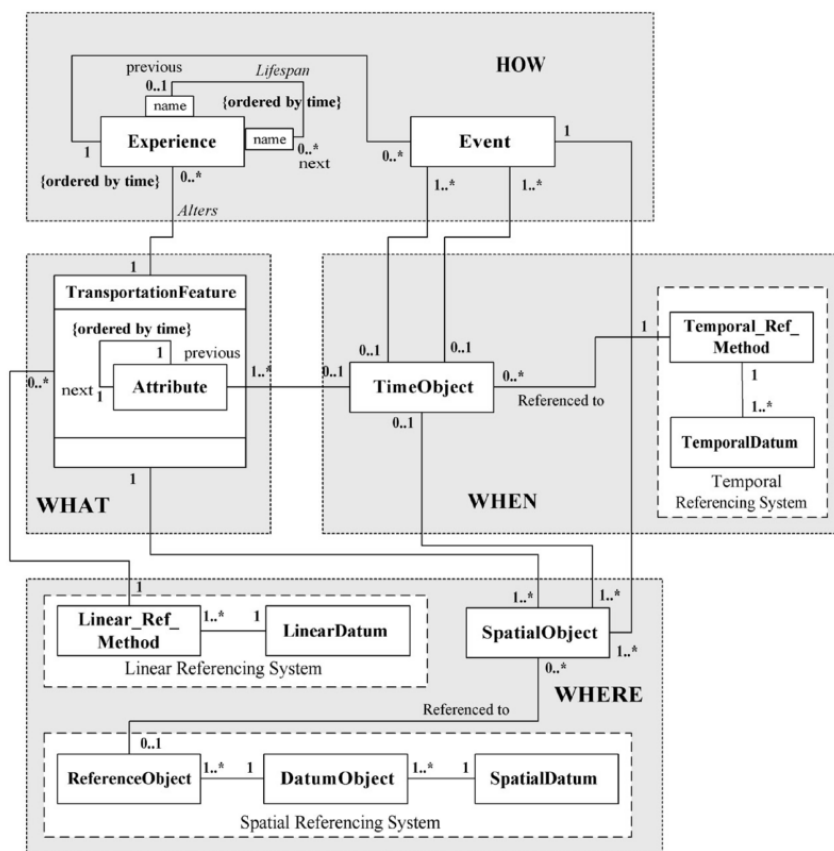 HOW
previous
Lifespan
0..1
{ordered by time}
name
Experience
name
Event
1
1
0..*
next
0..*
{ordered by time}
0..*
1..*
1..*
Alters
1
TransportationFeature
{ordered by time}
1
previous
Attribute
next
1
0..*
1..*
1
WHAT
0..1
0..1
0..1
TimeObject
0..*
Referenced to
0..1
1
Temporal_Ref_
Method
1
1..*
TemporalDatum
Temporal
Referencing System
WHEN
1
Linear_Ref_
Method
1..*
1
LinearDatum
Linear Referencing System
1..*
1..*
SpatialObject
1..*
0..*
WHERE
Referenced to
0..1
ReferenceObject
1..*
1
DatumObject
1..*
1
SpatialDatum
Spatial Referencing System